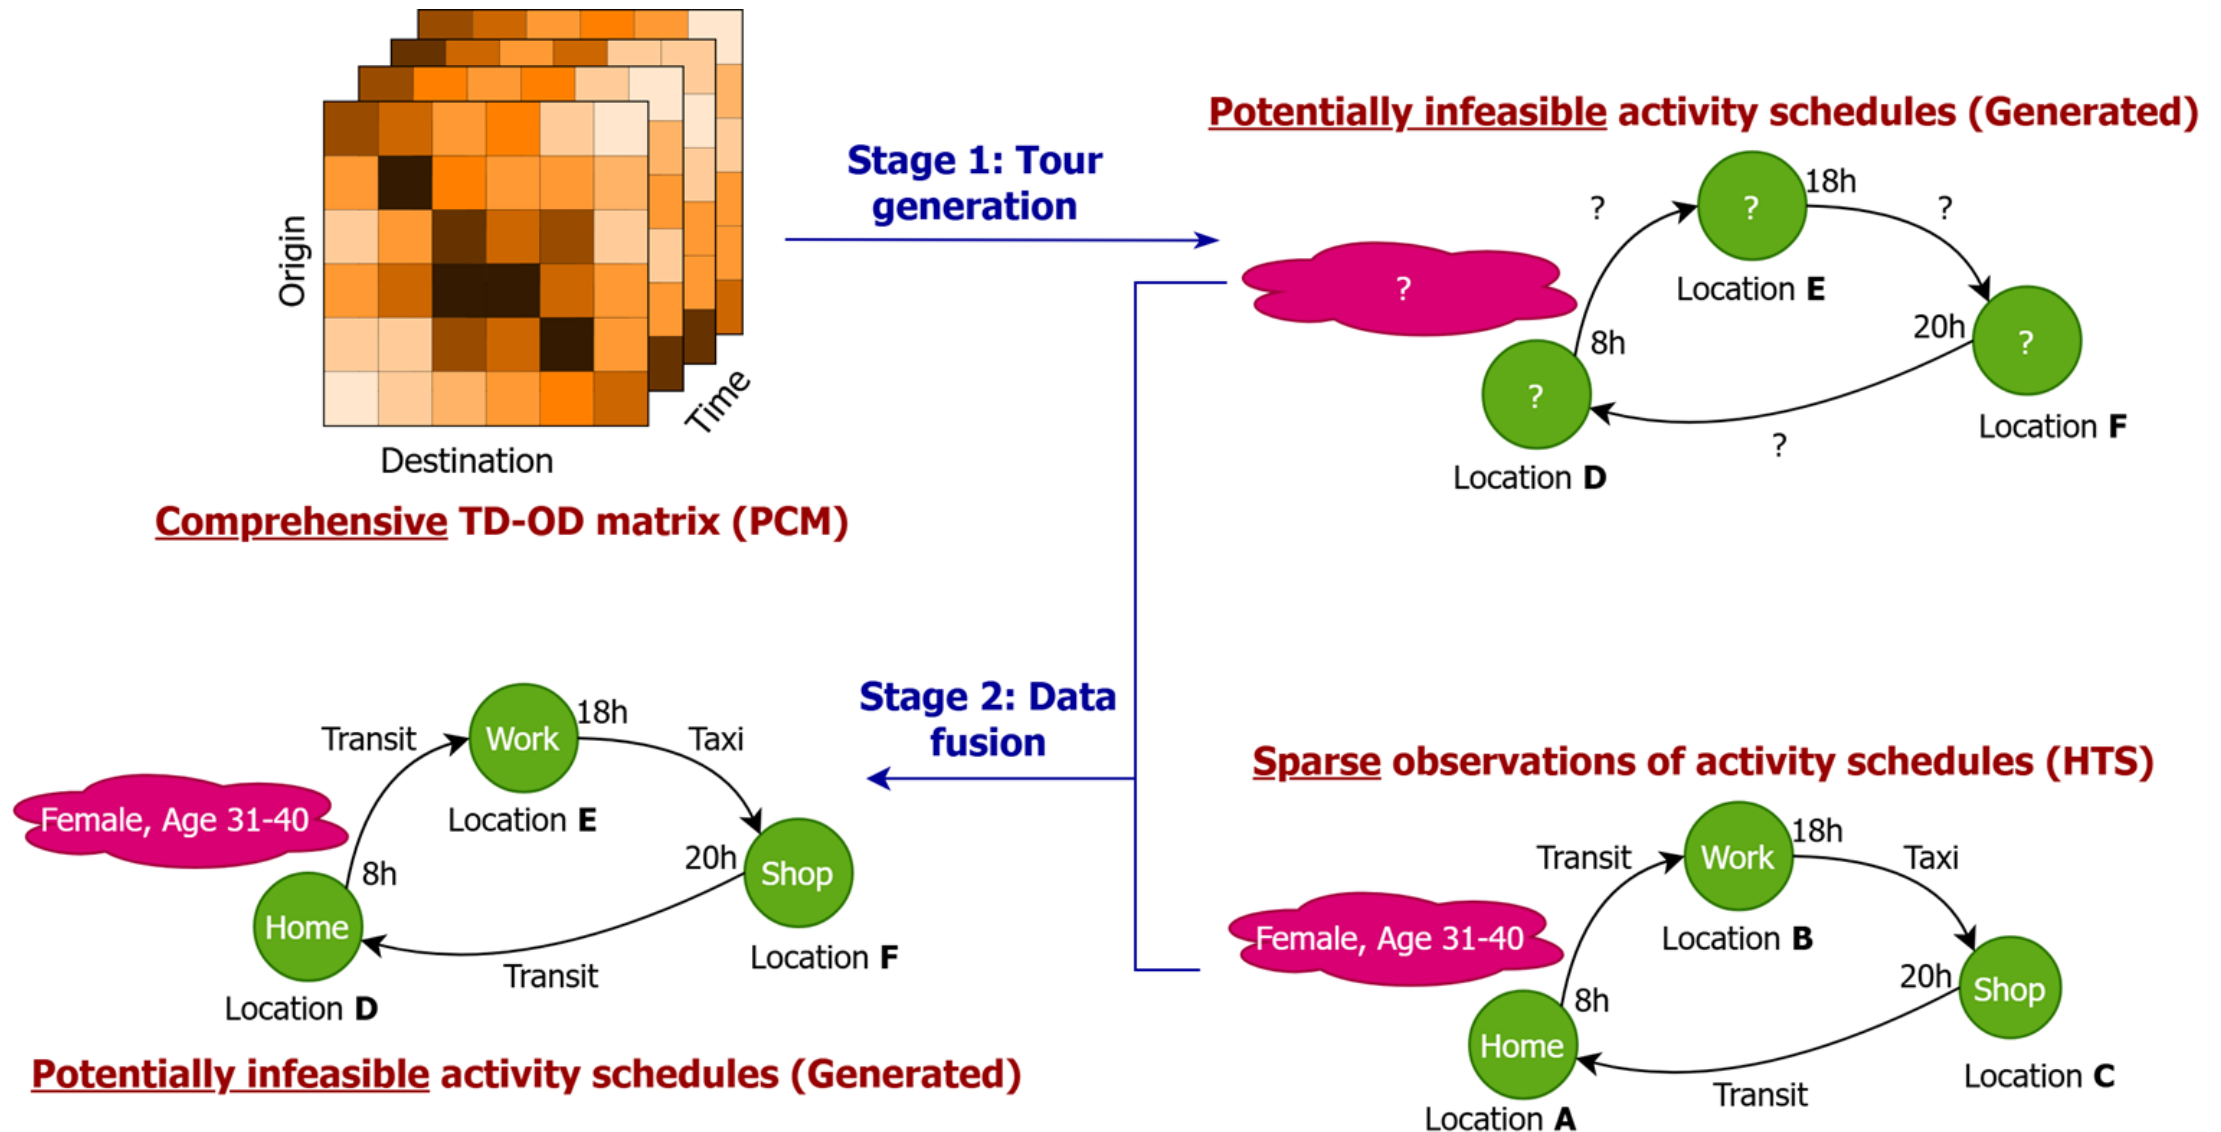 Origin
Destination
Time
Comprehensive TD-OD matrix (PCM)
Stage 1: Tour
generation
Potentially infeasible activity schedules (Generated)
?
?
18h
?
?
Location E
8h
20h
?
?
Location D
?
Location F
Stage 2: Data
fusion
Transit
Work
18h
Taxi
Female, Age 31-40
Location E
8h
20h
Shop
Home
Location F
Transit
Location D
Potentially infeasible activity schedules (Generated)
Sparse observations of activity schedules (HTS)
Transit
Work
18h
Taxi
Female, Age 31-40
Location B
8h
20h
Shop
Home
Location C
Transit
Location A